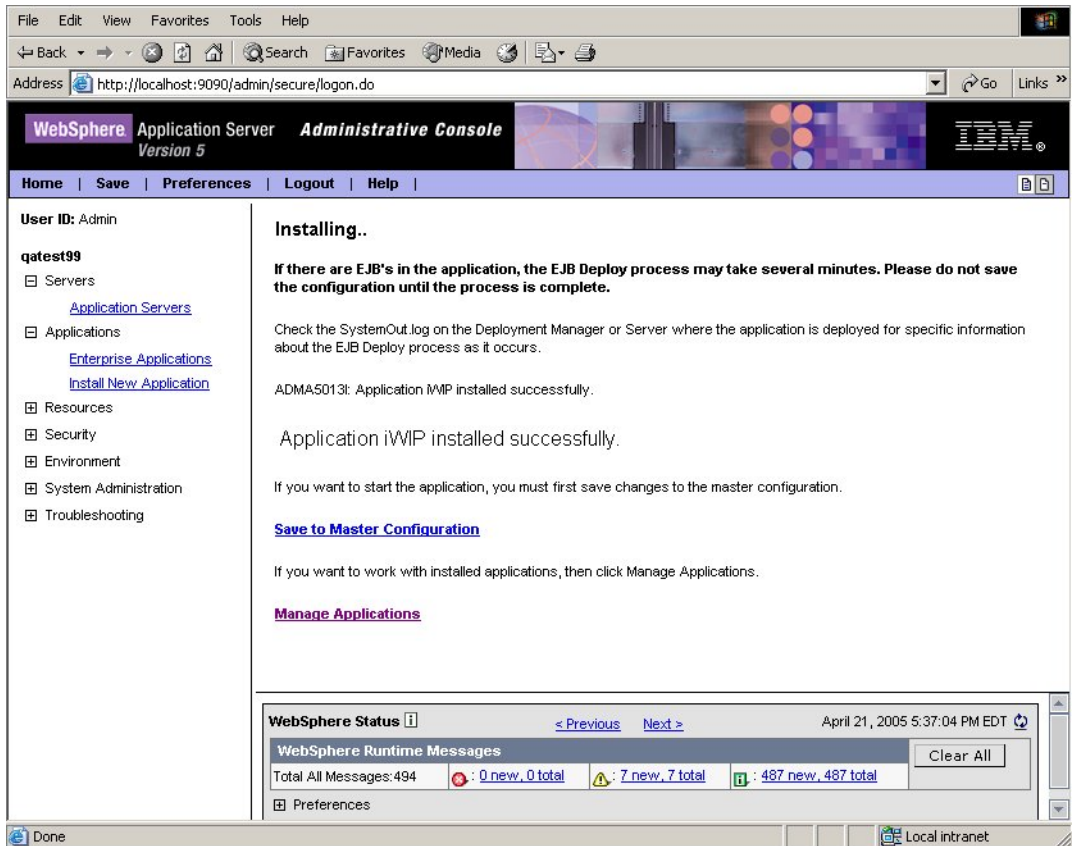 File Edit View Favorites Tools Help
Back Search Favorites Media
Address http://localhost:9090/admin/secure/logon.do Go Links »
WebSphere Application Server Administrative Console
Version 5
IBM®
Home | Save | Preferences | Logout | Help |
User ID: Admin
qatest99
Servers
Application Servers
Applications
Enterprise Applications
Install New Application
Resources
Security
Environment
System Administration
Troubleshooting
Installing..
If there are EJB's in the application, the EJB Deploy process may take several minutes. Please do not save
the configuration until the process is complete.
Check the SystemOut.log on the Deployment Manager or Server where the application is deployed for specific information
about the EJB Deploy process as it occurs.
ADMA5013I: Application iWIP installed successfully.
Application iWIP installed successfully.
If you want to start the application, you must first save changes to the master configuration.
Save to Master Configuration
If you want to work with installed applications, then click Manage Applications.
Manage Applications
WebSphere Status i < Previous Next > April 21, 2005 5:37:04 PM EDT
WebSphere Runtime Messages
Clear All
Total All Messages:494 : 0 new, 0 total : 7 new, 7 total : 487 new, 487 total
Preferences
Done Local intranet